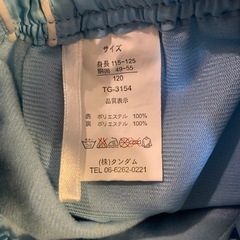 サイズ
身長 115-125
胴囲 49-55
120
TG-3154
品質表示
表 ポリエステル 100%
裏 ポリエステル 100%
(株)タンダム
TEL 06-6262-0221